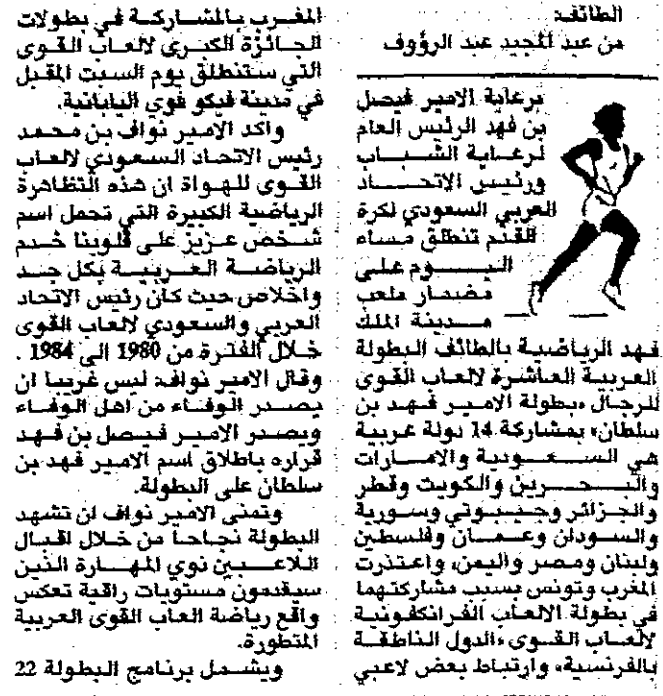 الطائف:
من عبد المجيد عبد الرؤوف
برعاية الامير فيصل
بن فهد الرئيس العام
لرعاية الشباب
ورئيس الاتحاد
العربي السعودي لكرة
القدم تنطلق مساء
اليوم على
مضمار ملعب
مدينة الملك
فهد الرياضية بالطائف البطولة
العربية العاشرة لالعاب القوى
للرجال «بطولة الامير فهد بن
سلطان» بمشاركة 14 دولة عربية
هي السعودية والامارات
والبحرين والكويت وقطر
والجزائر وجيبوتي وسورية
والسودان وعمان وفلسطين
ولبنان ومصر واليمن، واعتذرت
المغرب وتونس بسبب مشاركتهما
في بطولة الالعاب الفرانكفونية
لالعاب القوى «الدول الناطقة
بالفرنسية» وارتباط بعض لاعبي
المغرب بالمشاركة في بطولات
الجائزة الكبرى لالعاب القوى
التي ستنطلق يوم السبت المقبل
في مدينة فيكو فوي اليابانية.
واكد الامير نواف بن محمد
رئيس الاتحاد السعودي لالعاب
القوى للهواة ان هذه التظاهرة
الرياضية الكبيرة التي تحمل اسم
شخص عزيز على قلوبنا خدم
الرياضة العربية بكل جد
واخلاص حيث كان رئيس الاتحاد
العربي والسعودي لالعاب القوى
خلال الفترة من 1980 الى 1984 .
وقال الامير نواف: ليس غريبا ان
يصدر الوفاء من اهل الوفاء
ويصدر الامير فيصل بن فهد
قراره باطلاق اسم الامير فهد بن
سلطان على البطولة.
وتمنى الامير نواف ان تشهد
البطولة نجاحا من خلال اقبال
اللاعبين ذوي المهارة الذين
سيقدمون مستويات راقية تعكس
واقع رياضة العاب القوى العربية
المتطورة.
ويشمل برنامج البطولة 22